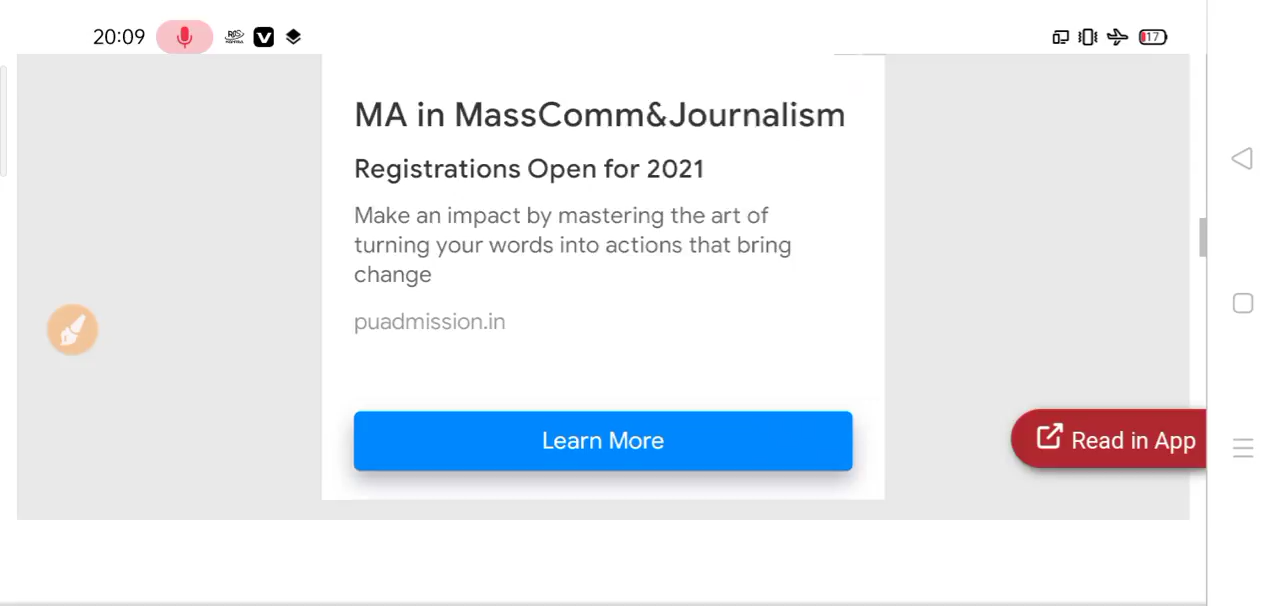 20:09
17
MA in MassComm&Journalism
Registrations Open for 2021
Make an impact by mastering the art of
turning your words into actions that bring
change
puadmission.in
Learn More
Read in App